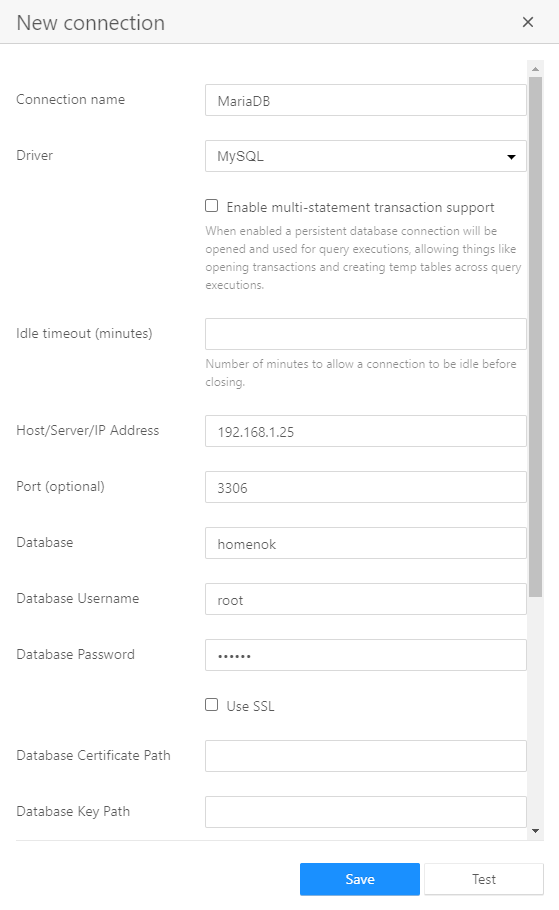 New connection
Connection name
MariaDB
Driver
MySQL
Enable multi-statement transaction support
When enabled a persistent database connection will be
opened and used for query executions, allowing things like
opening transactions and creating temp tables across query
executions.
Idle timeout (minutes)
Number of minutes to allow a connection to be idle before
closing.
Host/Server/IP Address
192.168.1.25
Port (optional)
3306
Database
homenok
Database Username
root
Database Password
••••••
Use SSL
Database Certificate Path
Database Key Path
Save
Test